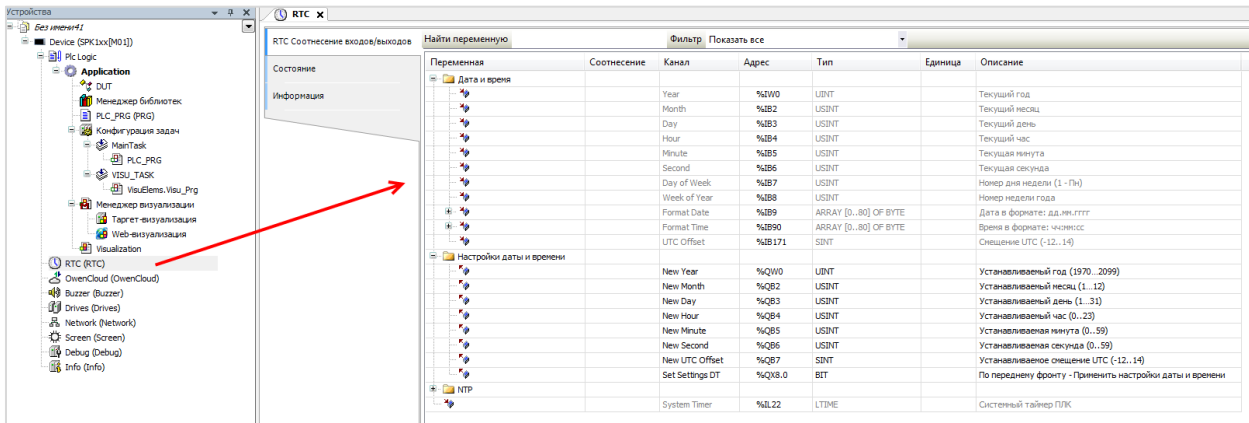 Устройства
Без имени41
Device (SPK1xx[M01])
Plc Logic
Application
DUT
Менеджер библиотек
PLC_PRG (PRG)
Конфигурация задач
MainTask
PLC_PRG
VISU_TASK
VisuElems.Visu_Prg
Менеджер визуализации
Таргет-визуализация
Web-визуализация
Visualization
RTC (RTC)
OwenCloud (OwenCloud)
Buzzer (Buzzer)
Drives (Drives)
Network (Network)
Screen (Screen)
Debug (Debug)
Info (Info)
RTC
RTC Соотнесение входов/выходов
Состояние
Информация
Найти переменную Фильтр Показать все
Переменная Соотнесение Канал Адрес Тип Единица Описание
Дата и время
Year %IW0 UINT Текущий год
Month %IB2 USINT Текущий месяц
Day %IB3 USINT Текущий день
Hour %IB4 USINT Текущий час
Minute %IB5 USINT Текущая минута
Second %IB6 USINT Текущая секунда
Day of Week %IB7 USINT Номер дня недели (1 - Пн)
Week of Year %IB8 USINT Номер недели года
Format Date %IB9 ARRAY [0..80] OF BYTE Дата в формате: дд.мм.гггг
Format Time %IB90 ARRAY [0..80] OF BYTE Время в формате: чч:мм:сс
UTC Offset %IB171 SINT Смещение UTC (-12..14)
Настройки даты и времени
New Year %QW0 UINT Устанавливаемый год (1970...2099)
New Month %QB2 USINT Устанавливаемый месяц (1...12)
New Day %QB3 USINT Устанавливаемый день (1...31)
New Hour %QB4 USINT Устанавливаемый час (0..23)
New Minute %QB5 USINT Устанавливаемая минута (0..59)
New Second %QB6 USINT Устанавливаемая секунда (0..59)
New UTC Offset %QB7 SINT Устанавливаемое смещение UTC (-12..14)
Set Settings DT %QX8.0 BIT По переднему фронту - Применить настройки даты и времени
NTP
System Timer %IL22 LTIME Системный таймер ПЛК